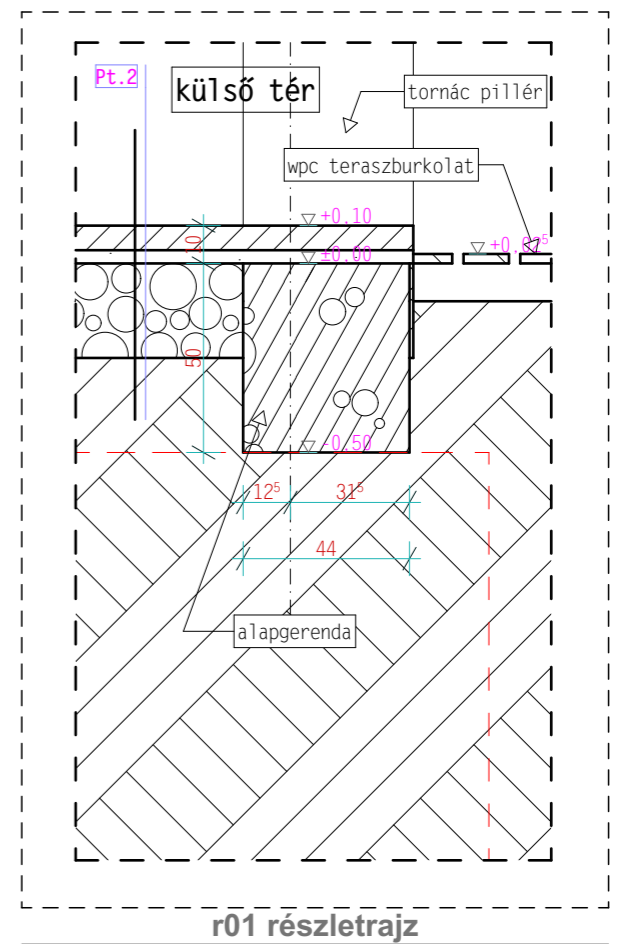 Pt.2
külső tér
tornác pillér
wpc teraszburkolat
+0,10
±0.00
50
-0.50
12⁵
31⁵
44
alapgerenda
r01 részletrajz